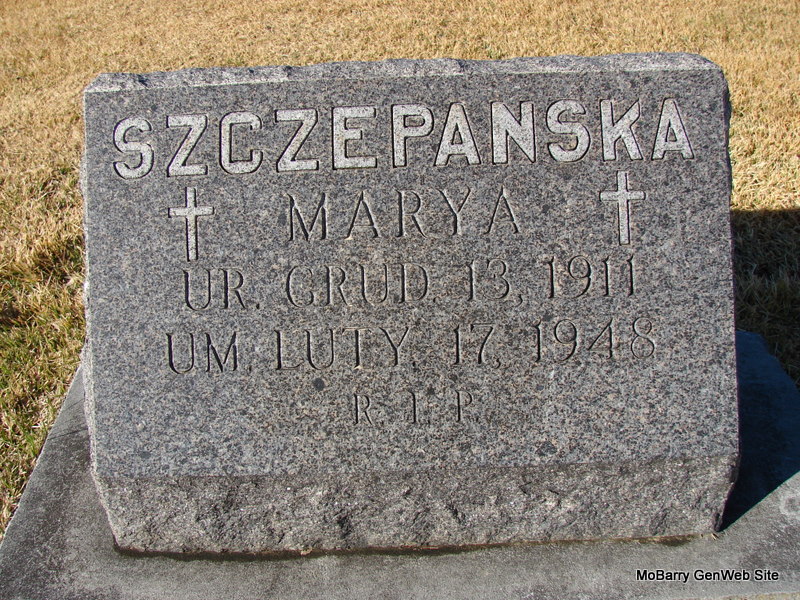 SZCZEPANSKA
MARYA
UR. GRUD. 13, 1911
UM. LUTY. 17, 1948
R. I. P.
MoBarry GenWeb Site